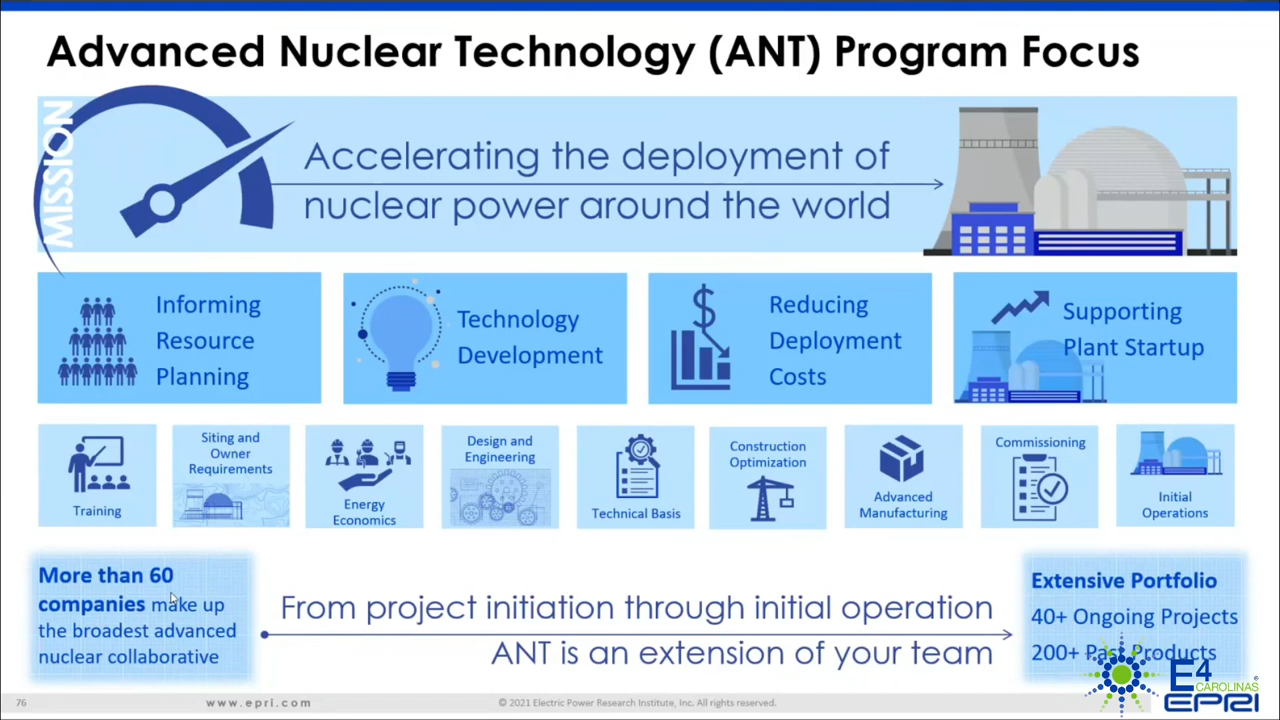 Advanced Nuclear Technology (ANT) Program Focus
MISSION
Accelerating the deployment of
nuclear power around the world
Informing
Resource
Planning
Technology
Development
$
Reducing
Deployment
Costs
Supporting
Plant Startup
Training
Siting and
Owner
Requirements
Energy
Economics
Design and
Engineering
Technical Basis
Construction
Optimization
Advanced
Manufacturing
Commissioning
Initial
Operations
More than 60
companies make up
the broadest advanced
nuclear collaborative
From project initiation through initial operation
ANT is an extension of your team
Extensive Portfolio
40+ Ongoing Projects
200+ Past Products
E4
CAROLINAS
EPRI
76
www.epri.com
© 2021 Electric Power Research Institute, Inc. All rights reserved.